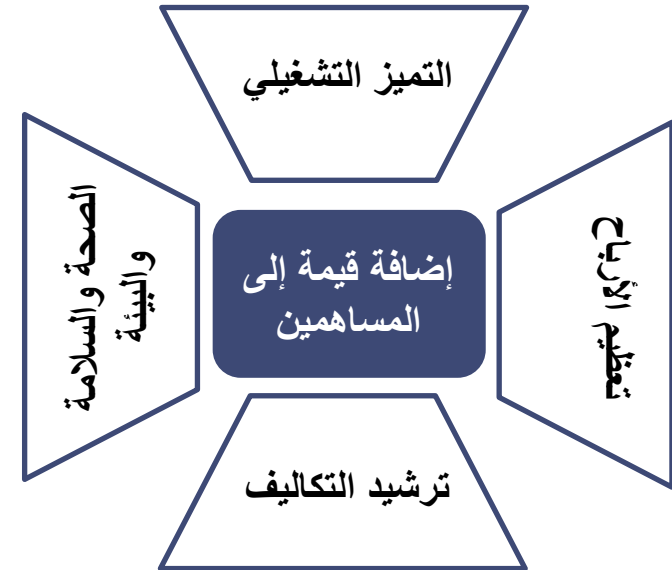 التميز التشغيلي
تعظيم الأرباح
إضافة قيمة إلى
المساهمين
الصحة والسلامة
والبيئة
ترشيد التكاليف